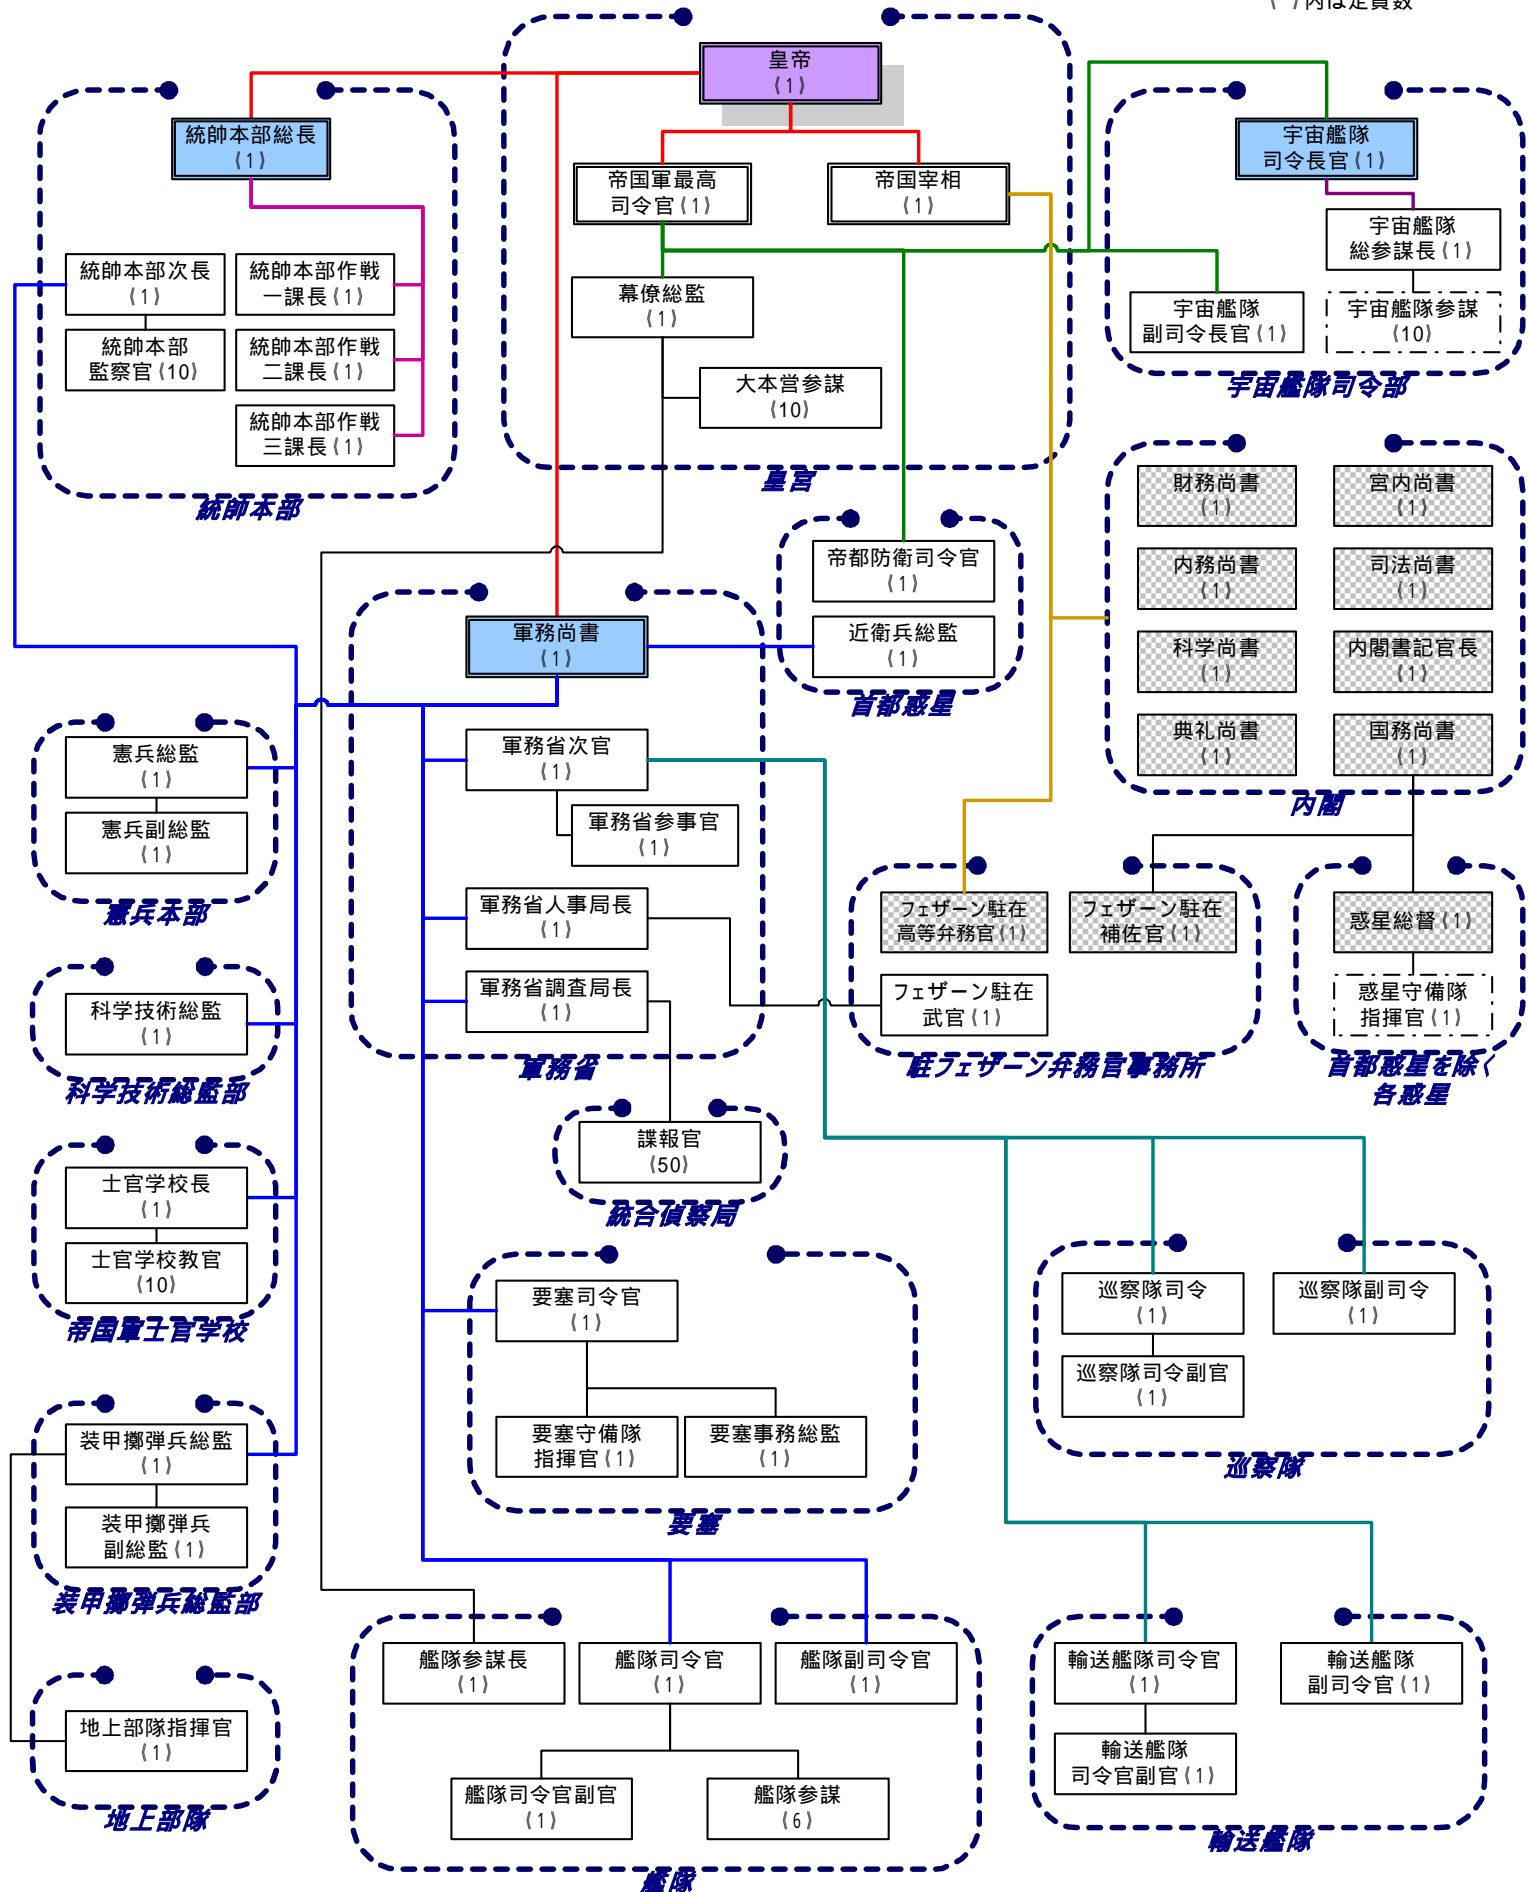 ( )内は定員数
皇帝
(1)
統帥本部総長
(1)
宇宙艦隊
司令長官(1)
帝国軍最高
司令官(1)
帝国宰相
(1)
宇宙艦隊
総参謀長(1)
統帥本部次長
(1)
統帥本部作戦
一課長(1)
幕僚総監
(1)
宇宙艦隊
副司令長官(1)
宇宙艦隊参謀
(10)
統帥本部
監察官(10)
統帥本部作戦
二課長(1)
大本営参謀
(10)
宇宙艦隊司令部
統帥本部作戦
三課長(1)
皇宮
統帥本部
財務尚書
(1)
宮内尚書
(1)
帝都防衛司令官
(1)
内務尚書
(1)
司法尚書
(1)
軍務尚書
(1)
近衛兵総監
(1)
科学尚書
(1)
内閣書記官長
(1)
首都惑星
典礼尚書
(1)
国務尚書
(1)
内閣
憲兵総監
(1)
軍務省次官
(1)
憲兵副総監
(1)
軍務省参事官
(1)
憲兵本部
軍務省人事局長
(1)
フェザーン駐在
高等弁務官(1)
フェザーン駐在
補佐官(1)
惑星総督(1)
科学技術総監
(1)
軍務省調査局長
(1)
フェザーン駐在
武官(1)
惑星守備隊
指揮官(1)
科学技術総監部
軍務省
駐フェザーン弁務官事務所
首都惑星を除く
各惑星
諜報官
(50)
統合偵察局
士官学校長
(1)
士官学校教官
(10)
帝国軍士官学校
要塞司令官
(1)
巡察隊司令
(1)
巡察隊副司令
(1)
巡察隊司令副官
(1)
装甲擲弾兵総監
(1)
要塞守備隊
指揮官(1)
要塞事務総監
(1)
巡察隊
装甲擲弾兵
副総監(1)
要塞
装甲擲弾兵総監部
艦隊参謀長
(1)
艦隊司令官
(1)
艦隊副司令官
(1)
輸送艦隊司令官
(1)
輸送艦隊
副司令官(1)
地上部隊指揮官
(1)
輸送艦隊
司令官副官(1)
地上部隊
艦隊司令官副官
(1)
艦隊参謀
(6)
輸送艦隊
艦隊